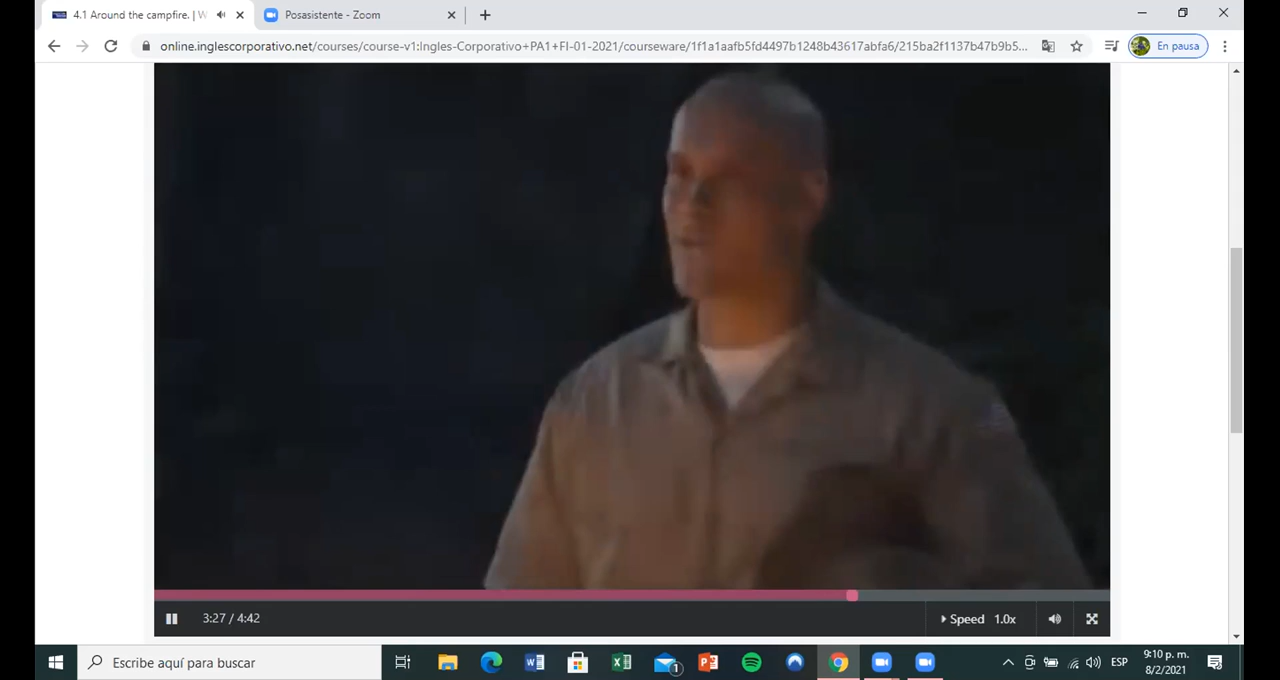 4.1 Around the campfire. | W
Posasistente - Zoom
online.inglescorporativo.net/courses/course-v1:Ingles-Corporativo+PA1+FI-01-2021/courseware/1f1a1aafb5fd4497b1248b43617abfa6/215ba2f1137b47b9b5...
En pausa
3:27 / 4:42
Speed 1.0x
Escribe aquí para buscar
1
ESP
9:10 p. m.
8/2/2021